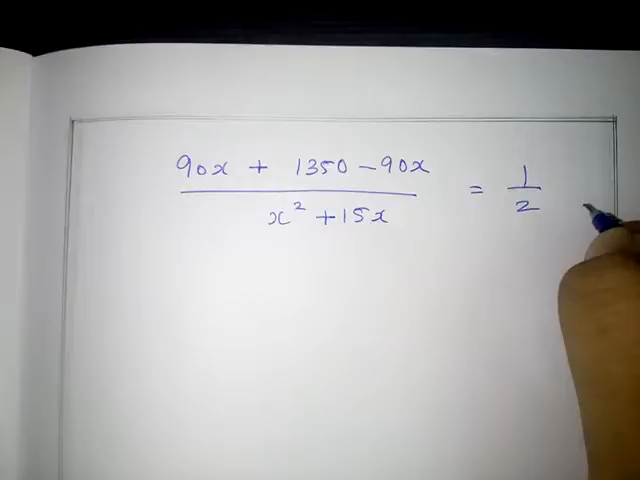 90x + 1350 - 90x
x² + 15x
= 1/2